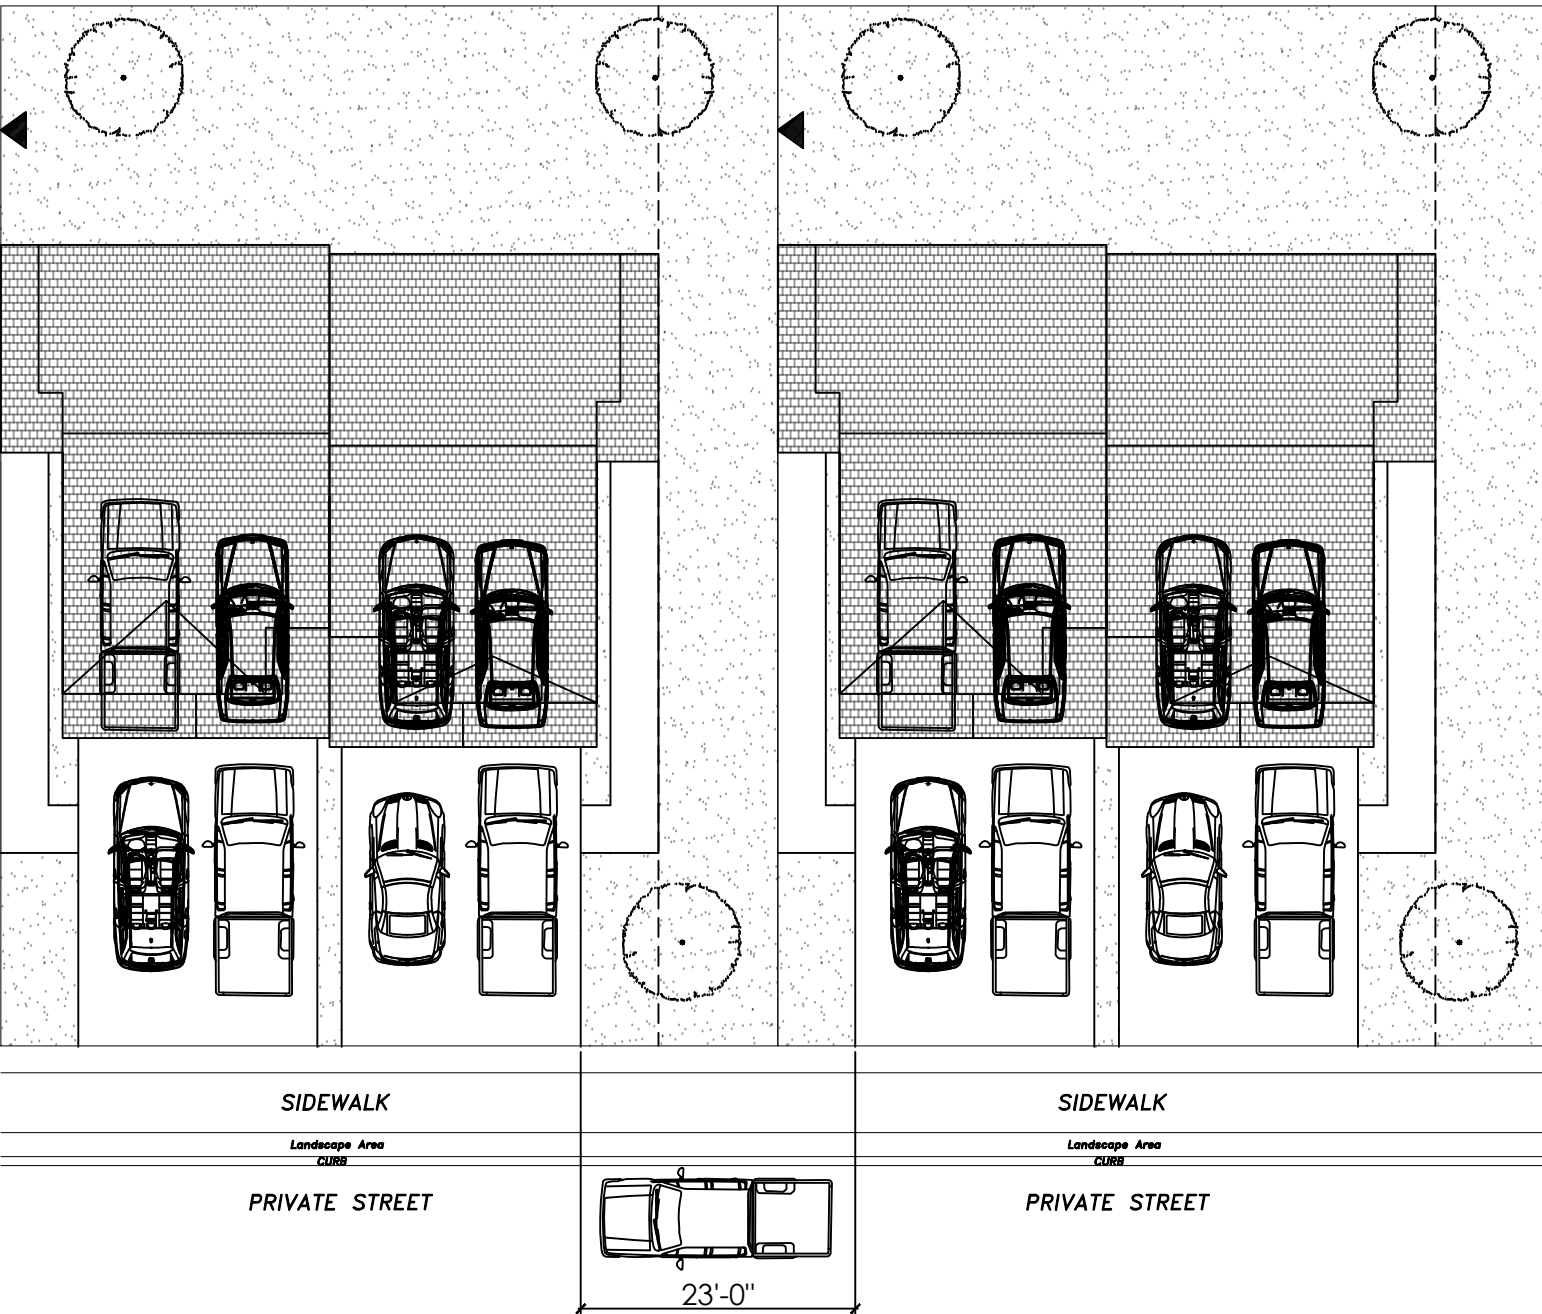 SIDEWALK SIDEWALK
Landscape Area Landscape Area
CURB CURB
PRIVATE STREET PRIVATE STREET
23'-0"